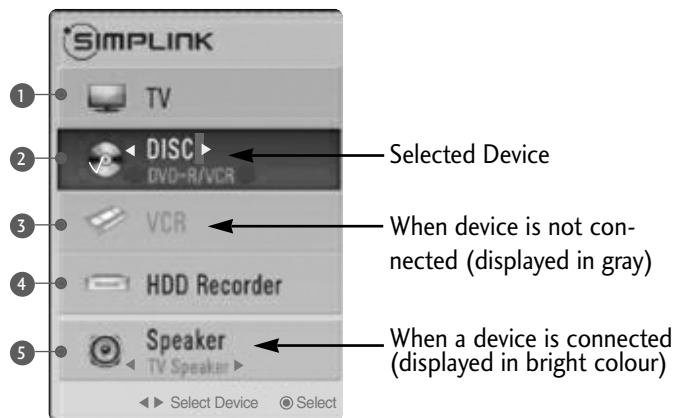 SIMPLINK
1 TV
2 DISC Selected Device
DVD-R/VCR
3 VCR When device is not con-
nected (displayed in gray)
4 HDD Recorder
5 Speaker When a device is connected
TV Speaker (displayed in bright colour)
Select Device Select